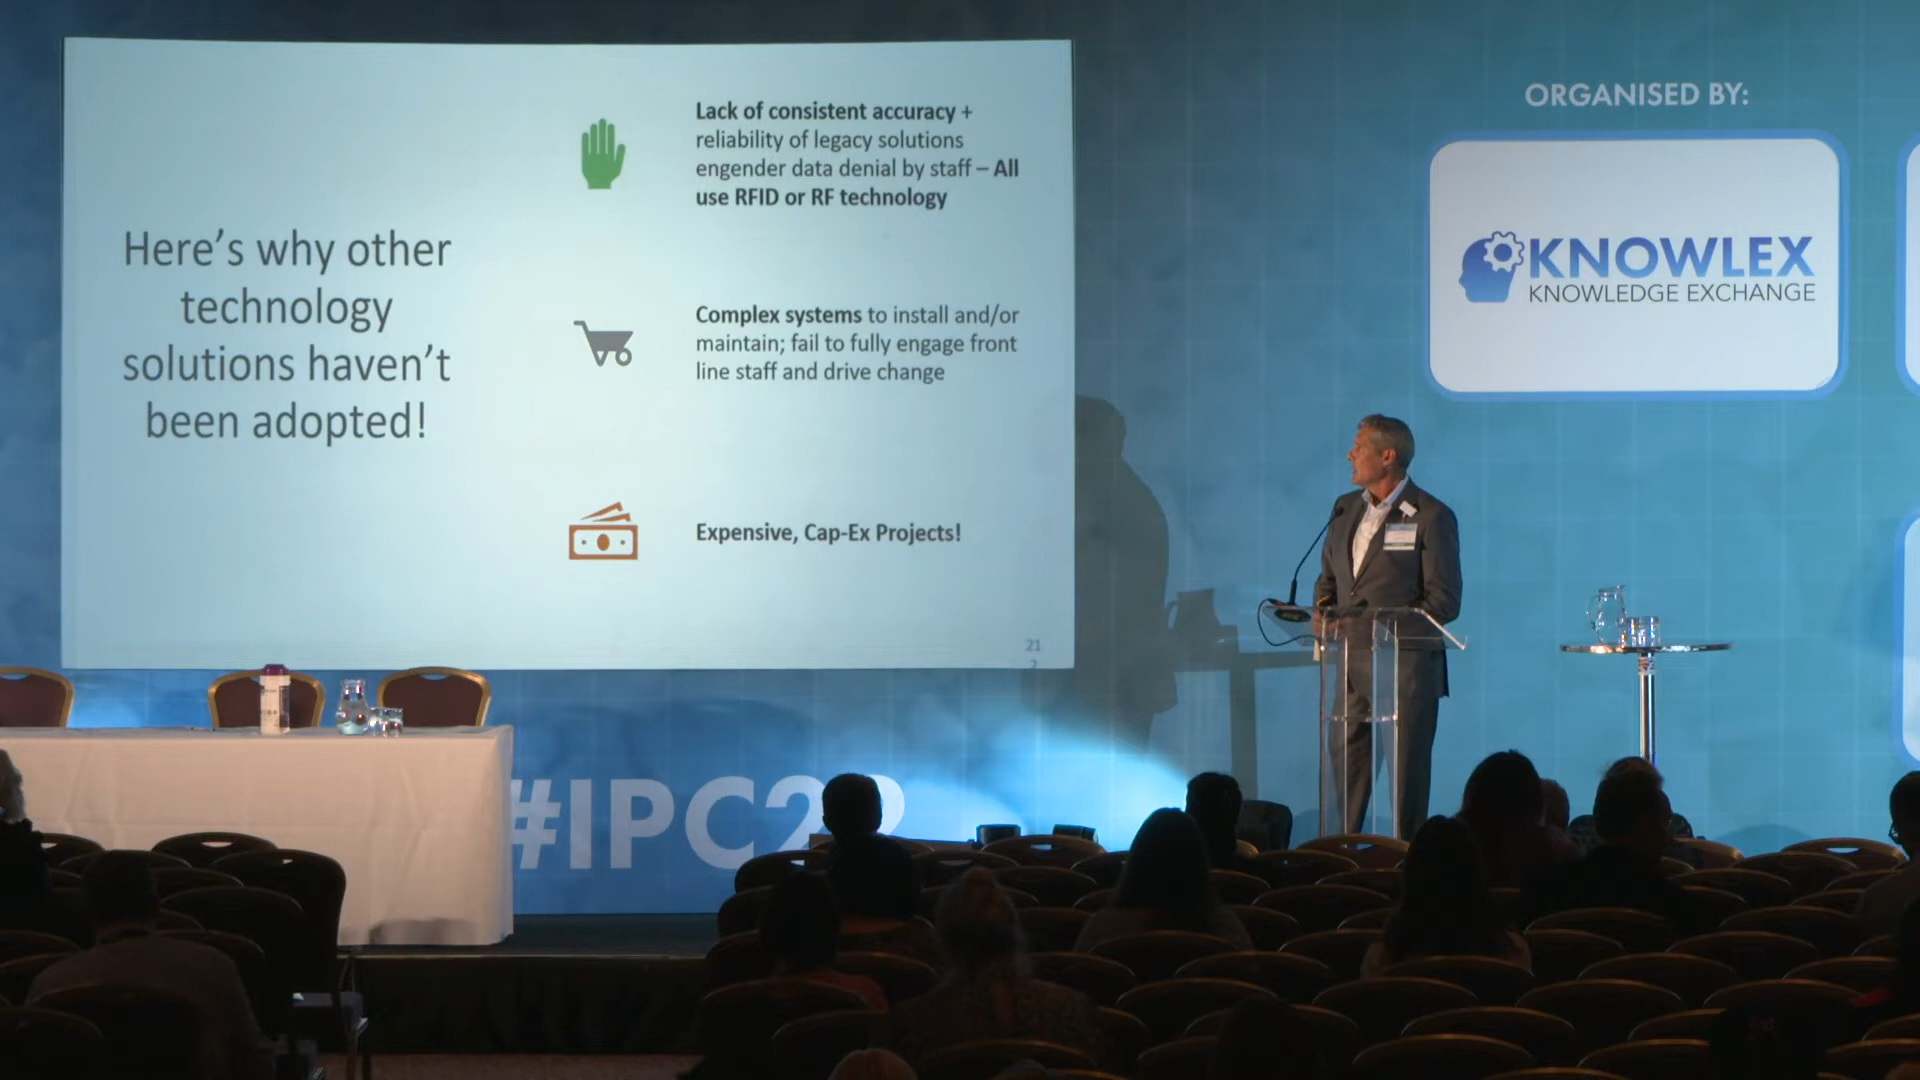 Here's why other
technology
solutions haven't
been adopted!
Lack of consistent accuracy +
reliability of legacy solutions
engender data denial by staff – All
use RFID or RF technology
Complex systems to install and/or
maintain; fail to fully engage front
line staff and drive change
Expensive, Cap-Ex Projects!
21
2
ORGANISED BY:
KNOWLEX
KNOWLEDGE EXCHANGE
#IPC22